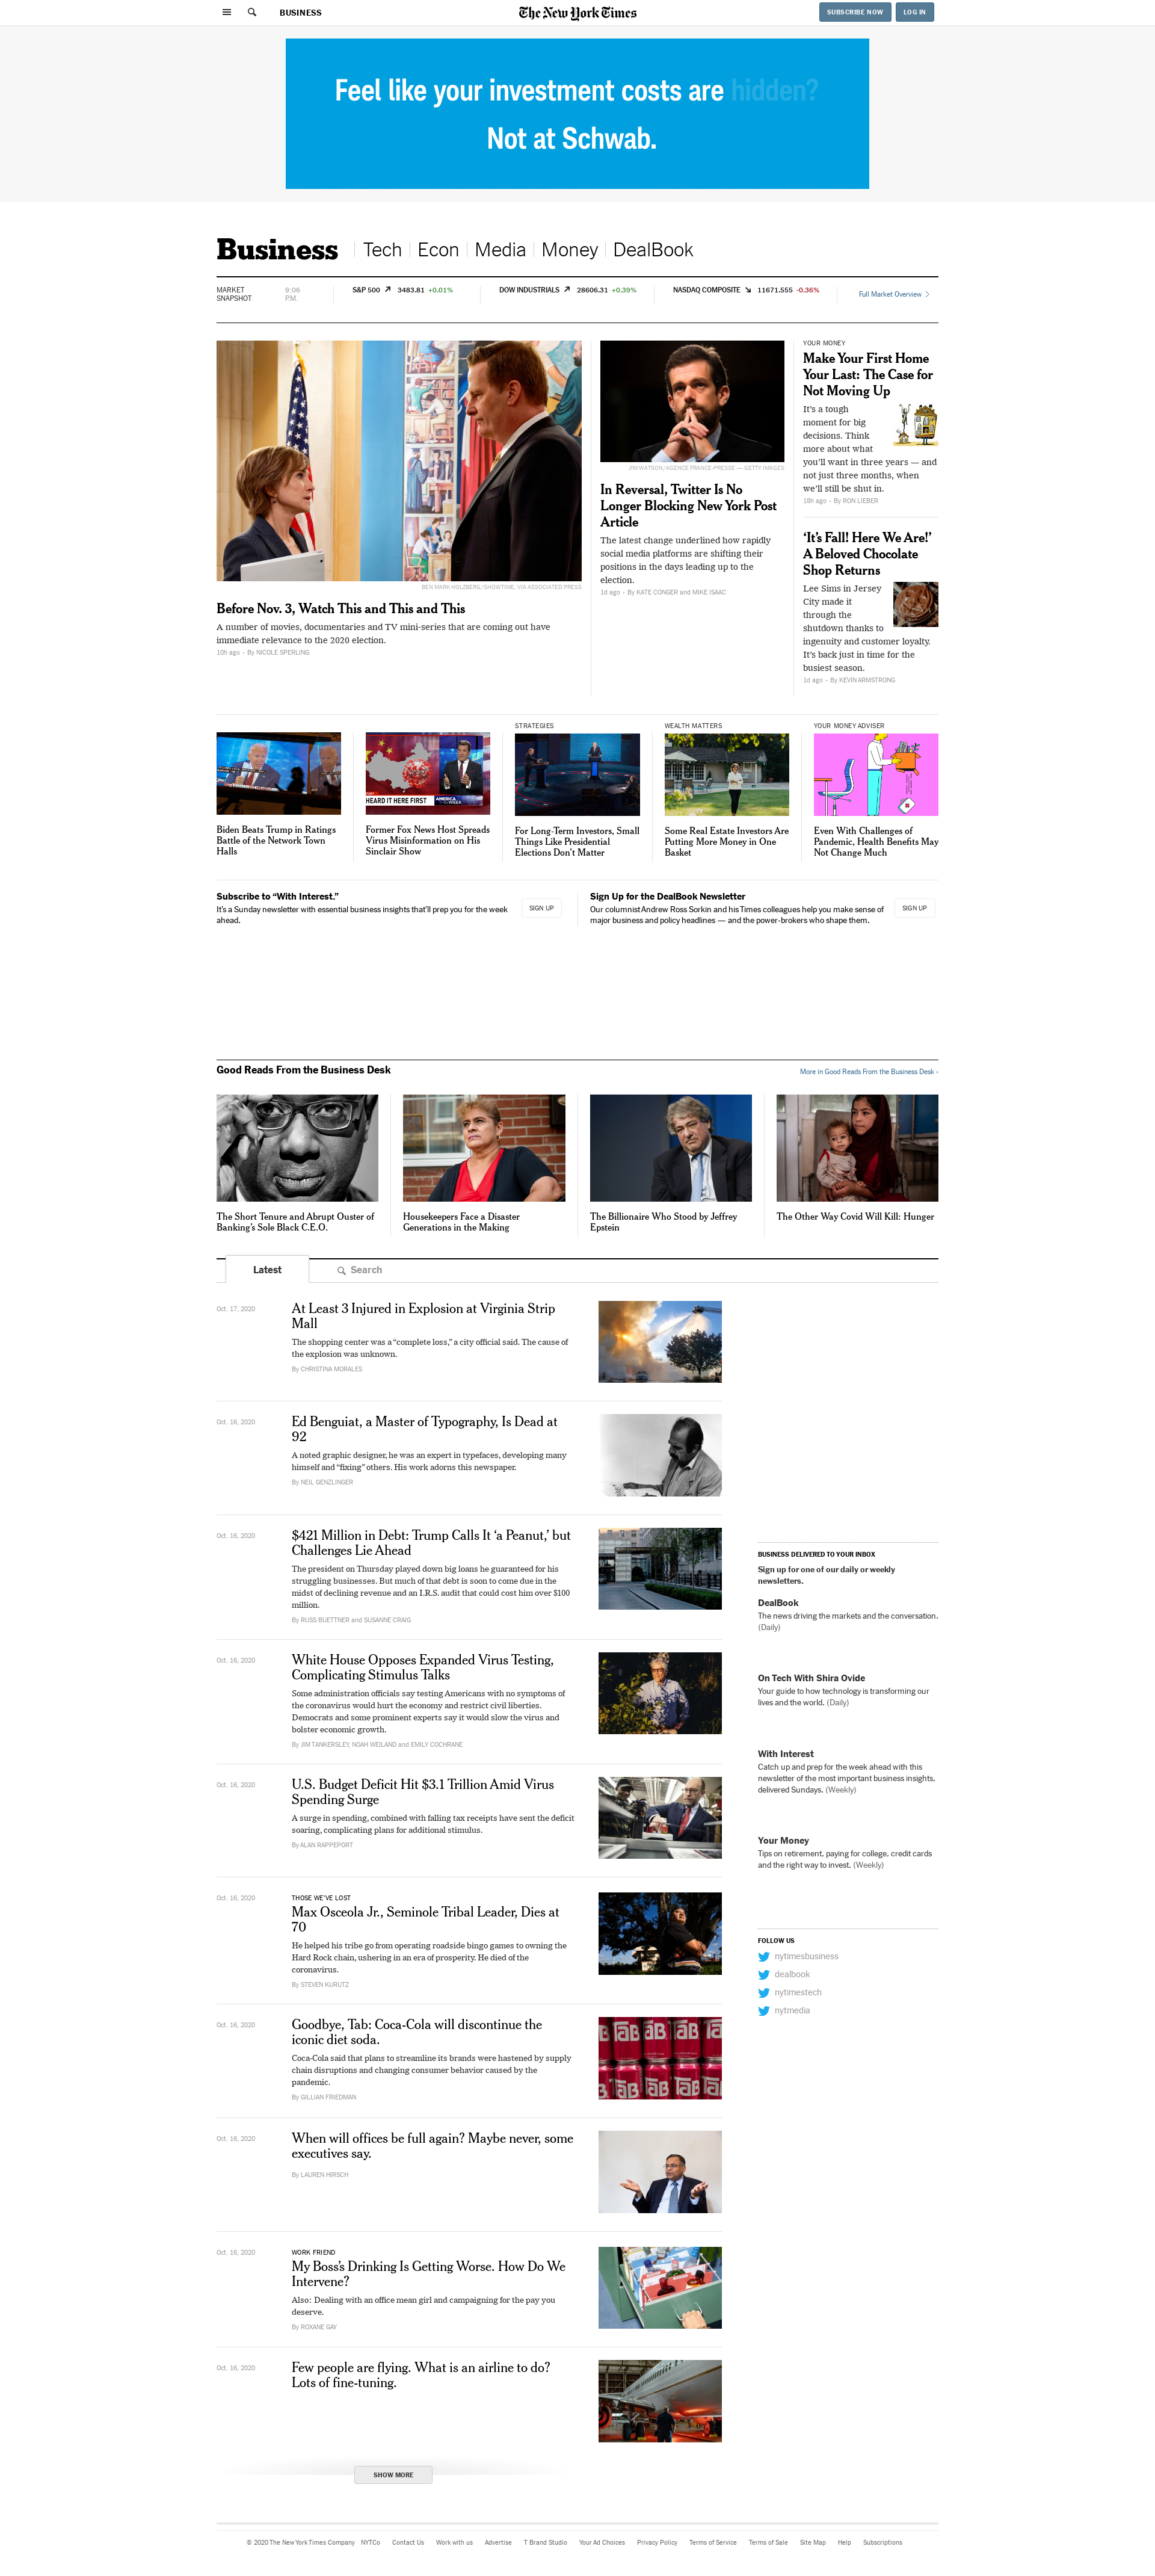 BUSINESS
The New York Times
SUBSCRIBE NOW
LOG IN
Feel like your investment costs are hidden?
Not at Schwab.
Business
Tech
Econ
Media
Money
DealBook
MARKET
SNAPSHOT
9:06
P.M.
S&P 500 3483.81 +0.01%
DOW INDUSTRIALS 28606.31 +0.39%
NASDAQ COMPOSITE 11671.555 -0.36%
Full Market Overview
BEN MARK HOLZBERG/SHOWTIME, VIA ASSOCIATED PRESS
Before Nov. 3, Watch This and This and This
A number of movies, documentaries and TV mini-series that are coming out have
immediate relevance to the 2020 election.
10h ago • By NICOLE SPERLING
JIM WATSON/AGENCE FRANCE-PRESSE — GETTY IMAGES
In Reversal, Twitter Is No
Longer Blocking New York Post
Article
The latest change underlined how rapidly
social media platforms are shifting their
positions in the days leading up to the
election.
1d ago • By KATE CONGER and MIKE ISAAC
YOUR MONEY
Make Your First Home
Your Last: The Case for
Not Moving Up
It’s a tough
moment for big
decisions. Think
more about what
you’ll want in three years — and
not just three months, when
we’ll still be shut in.
18h ago • By RON LIEBER
‘It’s Fall! Here We Are!’
A Beloved Chocolate
Shop Returns
Lee Sims in Jersey
City made it
through the
shutdown thanks to
ingenuity and customer loyalty.
It’s back just in time for the
busiest season.
1d ago • By KEVIN ARMSTRONG
Biden Beats Trump in Ratings
Battle of the Network Town
Halls
HEARD IT HERE FIRST
AMERICA
THIS WEEK
Former Fox News Host Spreads
Virus Misinformation on His
Sinclair Show
STRATEGIES
For Long-Term Investors, Small
Things Like Presidential
Elections Don’t Matter
WEALTH MATTERS
Some Real Estate Investors Are
Putting More Money in One
Basket
YOUR MONEY ADVISER
Even With Challenges of
Pandemic, Health Benefits May
Not Change Much
Subscribe to “With Interest.”
It’s a Sunday newsletter with essential business insights that’ll prep you for the week
ahead.
SIGN UP
Sign Up for the DealBook Newsletter
Our columnist Andrew Ross Sorkin and his Times colleagues help you make sense of
major business and policy headlines — and the power-brokers who shape them.
SIGN UP
Good Reads From the Business Desk
More in Good Reads From the Business Desk ›
The Short Tenure and Abrupt Ouster of
Banking’s Sole Black C.E.O.
Housekeepers Face a Disaster
Generations in the Making
The Billionaire Who Stood by Jeffrey
Epstein
The Other Way Covid Will Kill: Hunger
Latest
Search
Oct. 17, 2020
At Least 3 Injured in Explosion at Virginia Strip
Mall
The shopping center was a “complete loss,” a city official said. The cause of
the explosion was unknown.
By CHRISTINA MORALES
Oct. 16, 2020
Ed Benguiat, a Master of Typography, Is Dead at
92
A noted graphic designer, he was an expert in typefaces, developing many
himself and “fixing” others. His work adorns this newspaper.
By NEIL GENZLINGER
Oct. 16, 2020
$421 Million in Debt: Trump Calls It ‘a Peanut,’ but
Challenges Lie Ahead
The president on Thursday played down big loans he guaranteed for his
struggling businesses. But much of that debt is soon to come due in the
midst of declining revenue and an I.R.S. audit that could cost him over $100
million.
By RUSS BUETTNER and SUSANNE CRAIG
Oct. 16, 2020
White House Opposes Expanded Virus Testing,
Complicating Stimulus Talks
Some administration officials say testing Americans with no symptoms of
the coronavirus would hurt the economy and restrict civil liberties.
Democrats and some prominent experts say it would slow the virus and
bolster economic growth.
By JIM TANKERSLEY, NOAH WEILAND and EMILY COCHRANE
Oct. 16, 2020
U.S. Budget Deficit Hit $3.1 Trillion Amid Virus
Spending Surge
A surge in spending, combined with falling tax receipts have sent the deficit
soaring, complicating plans for additional stimulus.
By ALAN RAPPEPORT
Oct. 16, 2020
THOSE WE’VE LOST
Max Osceola Jr., Seminole Tribal Leader, Dies at
70
He helped his tribe go from operating roadside bingo games to owning the
Hard Rock chain, ushering in an era of prosperity. He died of the
coronavirus.
By STEVEN KURUTZ
Oct. 16, 2020
Goodbye, Tab: Coca-Cola will discontinue the
iconic diet soda.
Coca-Cola said that plans to streamline its brands were hastened by supply
chain disruptions and changing consumer behavior caused by the
pandemic.
By GILLIAN FRIEDMAN
TAB TAB TAB TAB
TAB TAB TAB
Oct. 16, 2020
When will offices be full again? Maybe never, some
executives say.
By LAUREN HIRSCH
Oct. 16, 2020
WORK FRIEND
My Boss’s Drinking Is Getting Worse. How Do We
Intervene?
Also: Dealing with an office mean girl and campaigning for the pay you
deserve.
By ROXANE GAY
Oct. 16, 2020
Few people are flying. What is an airline to do?
Lots of fine-tuning.
SHOW MORE
BUSINESS DELIVERED TO YOUR INBOX
Sign up for one of our daily or weekly
newsletters.
DealBook
The news driving the markets and the conversation.
(Daily)
On Tech With Shira Ovide
Your guide to how technology is transforming our
lives and the world. (Daily)
With Interest
Catch up and prep for the week ahead with this
newsletter of the most important business insights,
delivered Sundays. (Weekly)
Your Money
Tips on retirement, paying for college, credit cards
and the right way to invest. (Weekly)
FOLLOW US
nytimesbusiness
dealbook
nytimestech
nytmedia
© 2020 The New York Times Company NYTCo Contact Us Work with us Advertise T Brand Studio Your Ad Choices Privacy Policy Terms of Service Terms of Sale Site Map Help Subscriptions